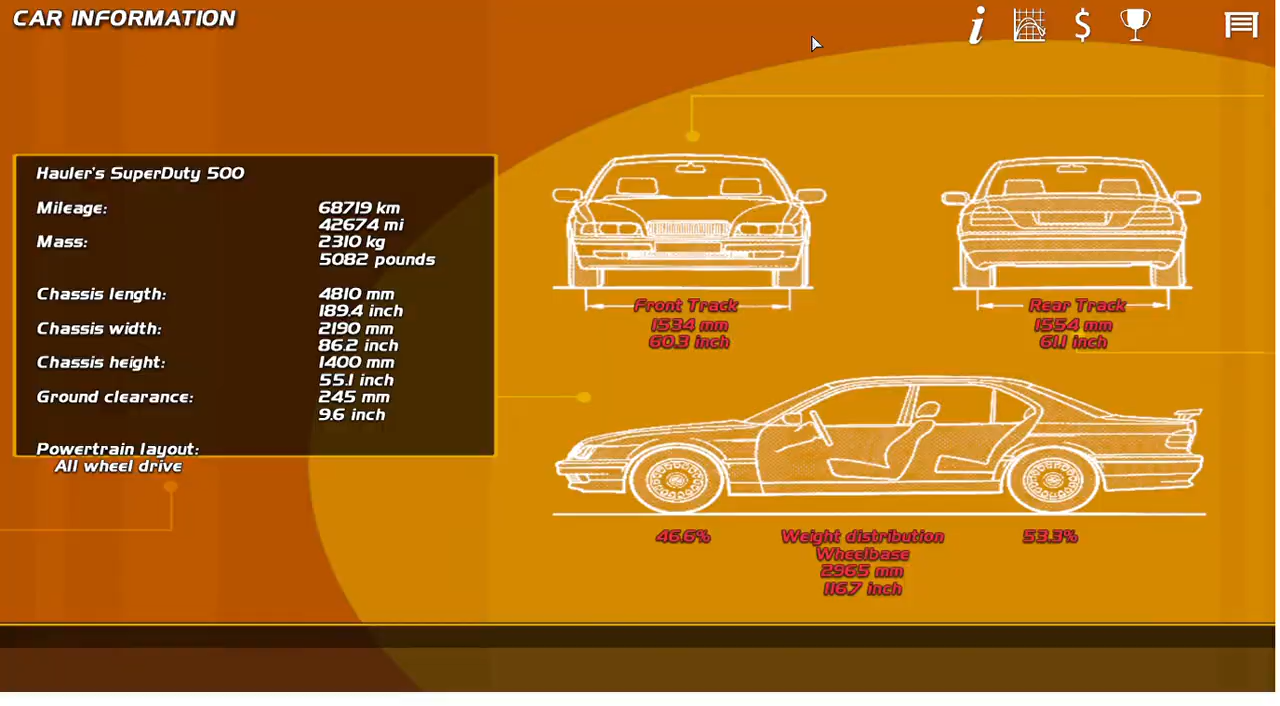 CAR INFORMATION
Hauler's SuperDuty 500
Mileage: 68719 km
42674 mi
Mass: 2310 kg
5082 pounds
Chassis length: 4810 mm
189.4 inch
Chassis width: 2190 mm
86.2 inch
Chassis height: 1400 mm
55.1 inch
Ground clearance: 245 mm
9.6 inch
Powertrain layout:
All wheel drive
Front Track
1534 mm
60.3 inch
Rear Track
1554 mm
61.1 inch
46.6% Weight distribution 53.3%
Wheelbase
2965 mm
116.7 inch